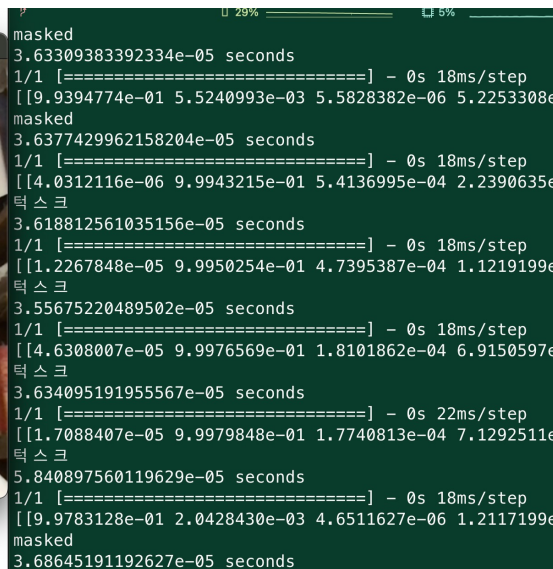 29% 5%
masked
3.63309383392334e-05 seconds
1/1 [==============================] - 0s 18ms/step
[[9.9394774e-01 5.5240993e-03 5.5828382e-06 5.2253308e
masked
3.6377429962158204e-05 seconds
1/1 [==============================] - 0s 18ms/step
[[4.0312116e-06 9.9943215e-01 5.4136995e-04 2.2390635e
턱스크
3.618812561035156e-05 seconds
1/1 [==============================] - 0s 18ms/step
[[1.2267848e-05 9.9950254e-01 4.7395387e-04 1.1219199e
턱스크
3.55675220489502e-05 seconds
1/1 [==============================] - 0s 18ms/step
[[4.6308007e-05 9.9976569e-01 1.8101862e-04 6.9150597e
턱스크
3.634095191955567e-05 seconds
1/1 [==============================] - 0s 22ms/step
[[1.7088407e-05 9.9979848e-01 1.7740813e-04 7.1292511e
턱스크
5.840897560119629e-05 seconds
1/1 [==============================] - 0s 18ms/step
[[9.9783128e-01 2.0428430e-03 4.6511627e-06 1.2117199e
masked
3.68645191192627e-05 seconds